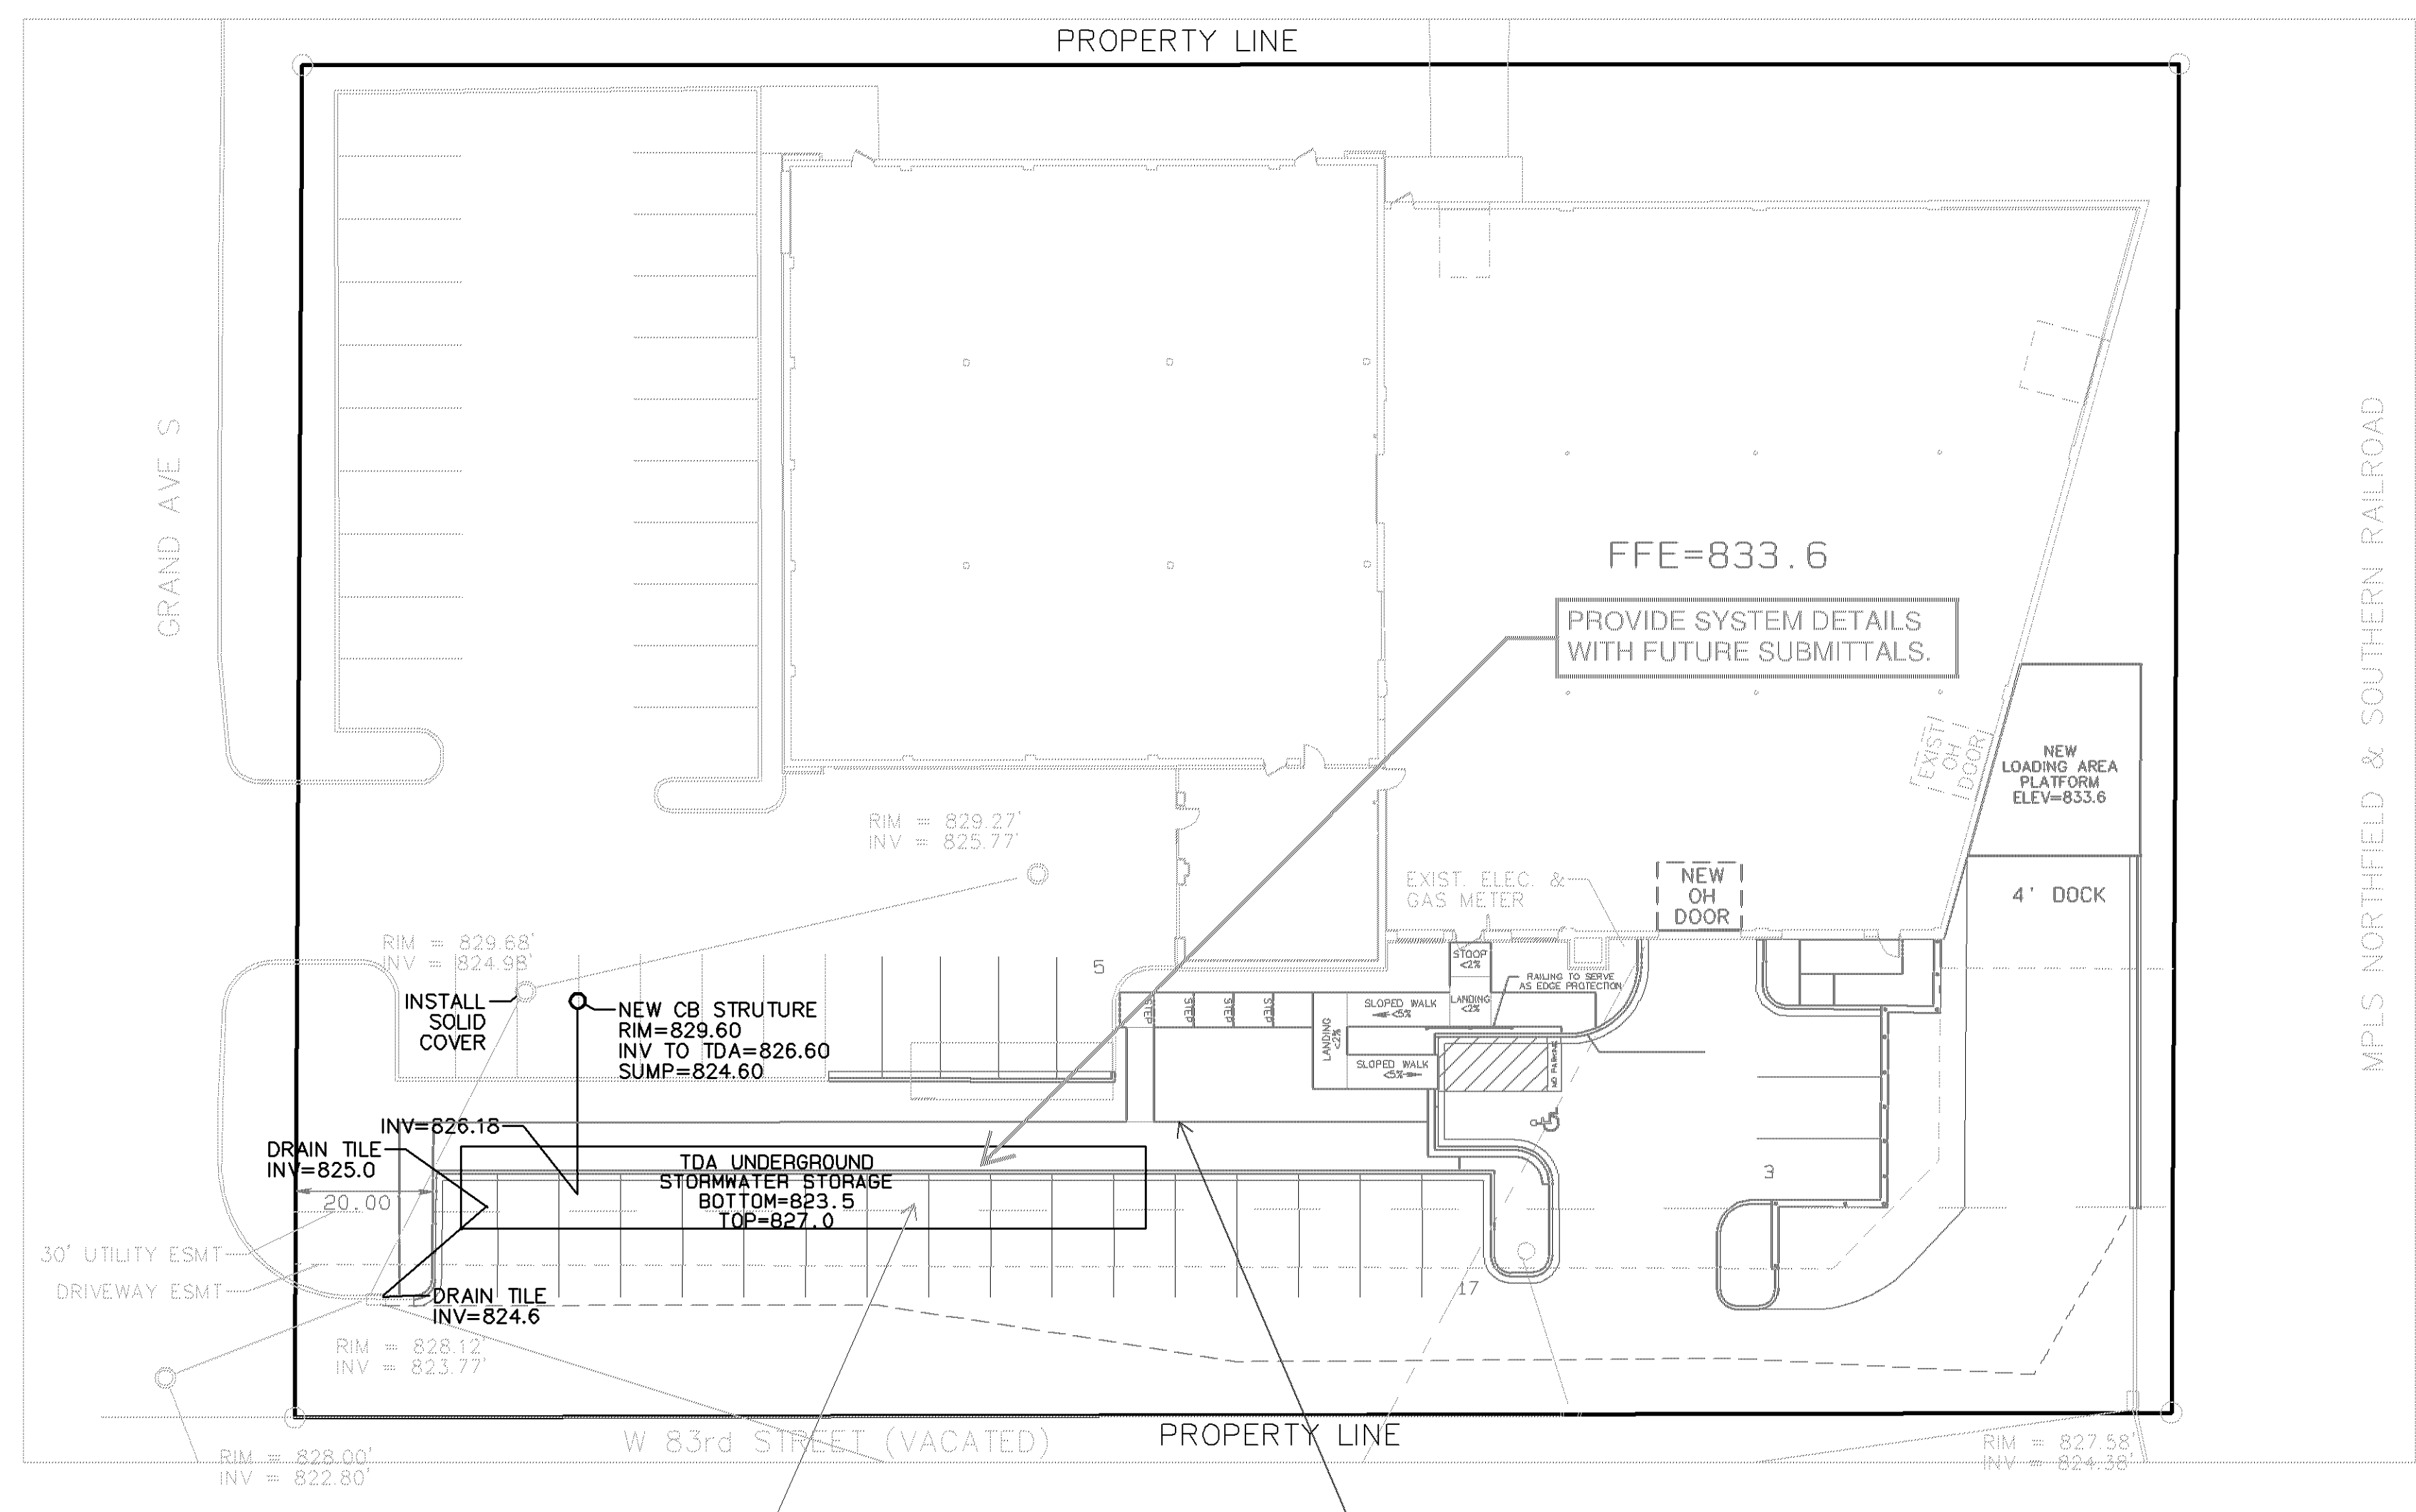 PROPERTY LINE
GRAND AVE S
MPLS NORTHFIELD & SOUTHERN RAILROAD
FFE=833.6
PROVIDE SYSTEM DETAILS
WITH FUTURE SUBMITTALS.
EXIST
OH
DOOR
NEW
LOADING AREA
PLATFORM
ELEV=833.6
RIM = 829.27'
INV = 825.77'
EXIST. ELEC. &
GAS METER
NEW
OH
DOOR
4' DOCK
RIM = 829.68'
INV = 824.98'
5
STOOP
<2%
RAILING TO SERVE
AS EDGE PROTECTION
INSTALL
SOLID
COVER
NEW CB STRUTURE
RIM=829.60
INV TO TDA=826.60
SUMP=824.60
STEP
STEP
STEP
STEP
SLOPED WALK
<5%
LANDING
<2%
LANDING
<2%
SLOPED WALK
<5%
NO PARKING
INV=826.18
DRAIN TILE
INV=825.0
TDA UNDERGROUND
STORMWATER STORAGE
BOTTOM=823.5
TOP=827.0
3
20.00
30' UTILITY ESMT
DRIVEWAY ESMT
DRAIN TILE
INV=824.6
17
RIM = 828.12'
INV = 823.77'
W 83rd STREET (VACATED)
PROPERTY LINE
RIM = 828.00'
INV = 822.80'
RIM = 827.58'
INV = 824.38'